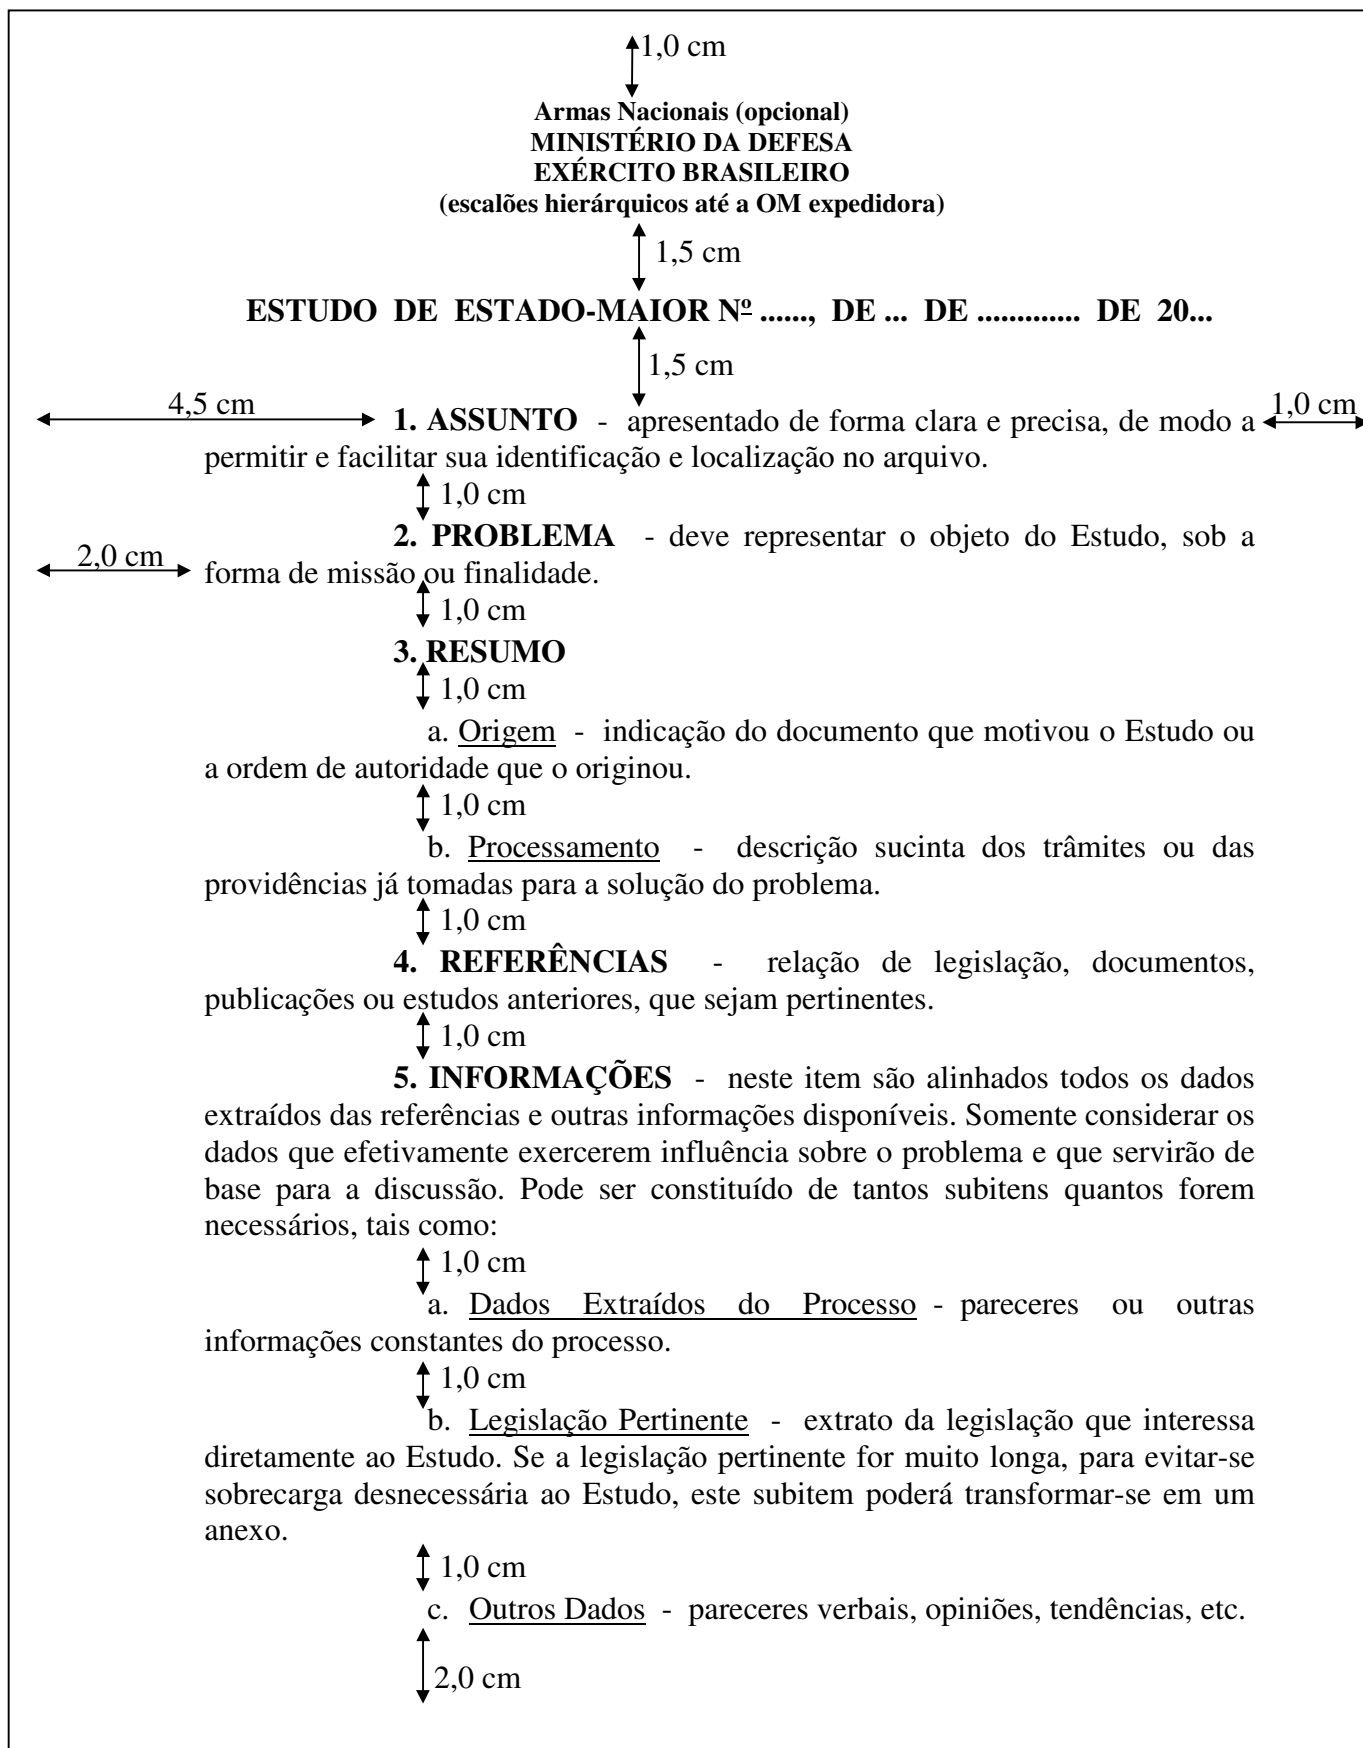 1,0 cm
Armas Nacionais (opcional)
MINISTÉRIO DA DEFESA
EXÉRCITO BRASILEIRO
(escalões hierárquicos até a OM expedidora)
1,5 cm
ESTUDO DE ESTADO-MAIOR Nº ......, DE ... DE ............. DE 20...
1,5 cm
4,5 cm 1. ASSUNTO - apresentado de forma clara e precisa, de modo a 1,0 cm
permitir e facilitar sua identificação e localização no arquivo.
1,0 cm
2. PROBLEMA - deve representar o objeto do Estudo, sob a
2,0 cm forma de missão ou finalidade.
1,0 cm
3. RESUMO
1,0 cm
a. Origem - indicação do documento que motivou o Estudo ou
a ordem de autoridade que o originou.
1,0 cm
b. Processamento - descrição sucinta dos trâmites ou das
providências já tomadas para a solução do problema.
1,0 cm
4. REFERÊNCIAS - relação de legislação, documentos,
publicações ou estudos anteriores, que sejam pertinentes.
1,0 cm
5. INFORMAÇÕES - neste item são alinhados todos os dados
extraídos das referências e outras informações disponíveis. Somente considerar os
dados que efetivamente exercerem influência sobre o problema e que servirão de
base para a discussão. Pode ser constituído de tantos subitens quantos forem
necessários, tais como:
1,0 cm
a. Dados Extraídos do Processo - pareceres ou outras
informações constantes do processo.
1,0 cm
b. Legislação Pertinente - extrato da legislação que interessa
diretamente ao Estudo. Se a legislação pertinente for muito longa, para evitar-se
sobrecarga desnecessária ao Estudo, este subitem poderá transformar-se em um
anexo.
1,0 cm
c. Outros Dados - pareceres verbais, opiniões, tendências, etc.
2,0 cm